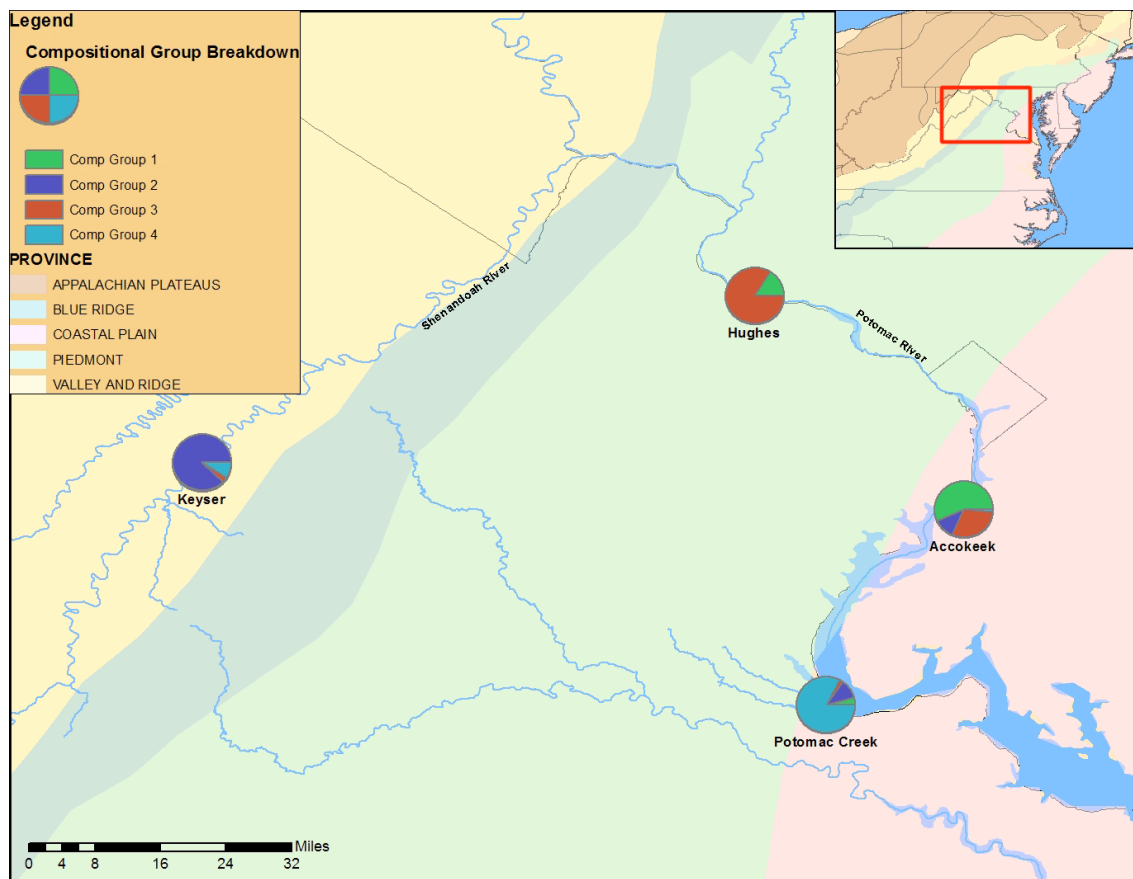 Legend
Compositional Group Breakdown
Comp Group 1
Comp Group 2
Comp Group 3
Comp Group 4
PROVINCE
APPALACHIAN PLATEAUS
BLUE RIDGE
COASTAL PLAIN
PIEDMONT
VALLEY AND RIDGE
Shenandoah River
Hughes
Potomac River
Keyser
Accokeek
Potomac Creek
Miles
0 4 8 16 24 32